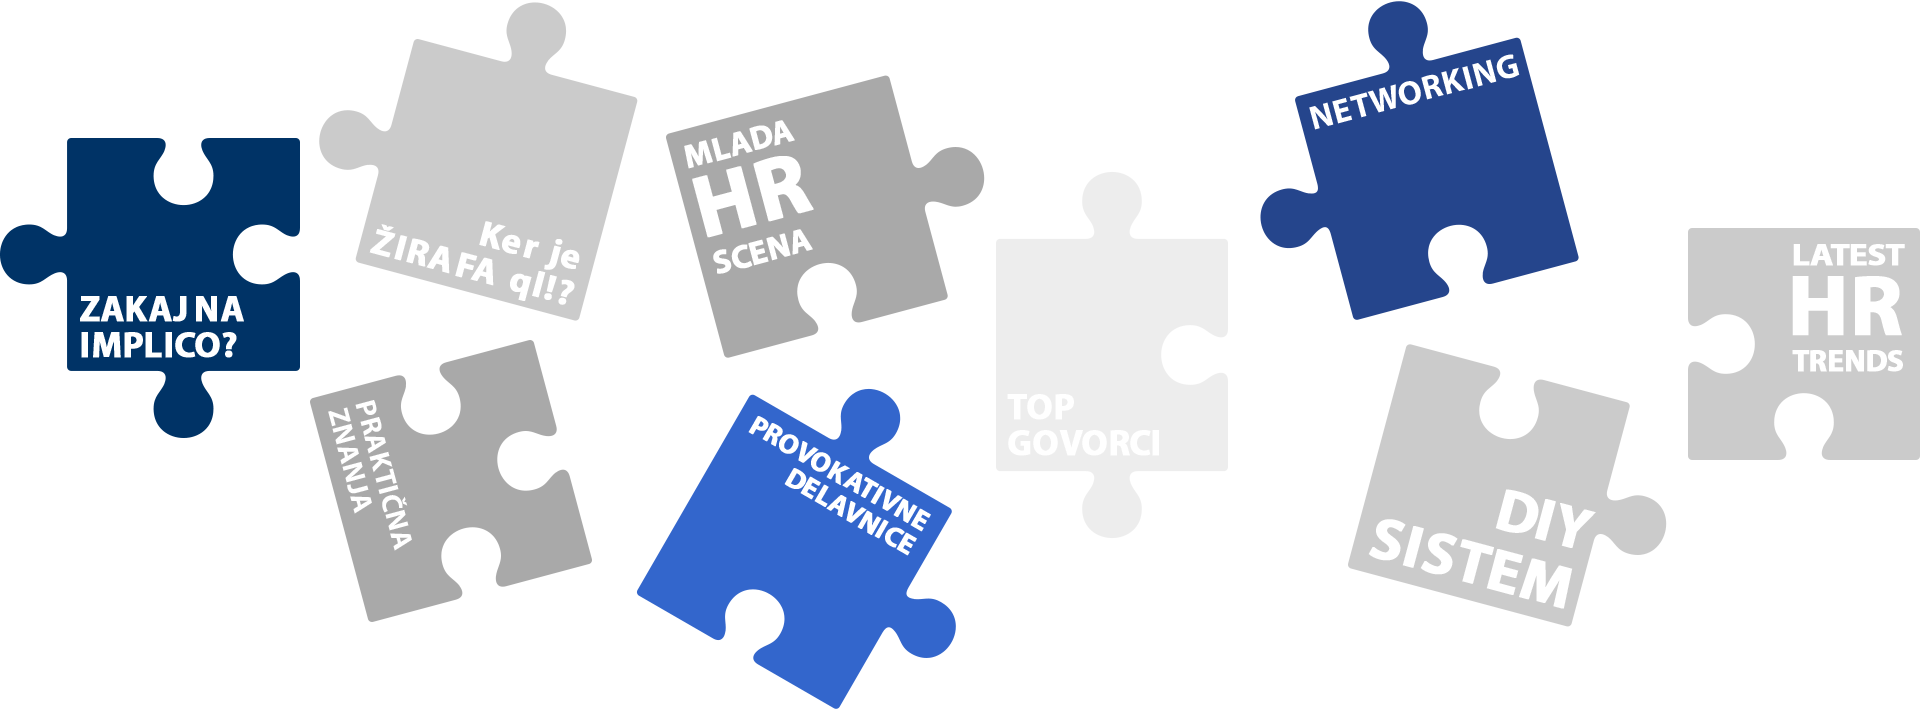 ZAKAJ NA
IMPLICO?
Ker je
ŽIRAFA ql!?
PRAKTIČNA
ZNANJA
MLADA
HR
SCENA
PROVOKATIVNE
DELAVNICE
TOP
GOVORCI
NETWORKING
DIY
SISTEM
LATEST
HR
TRENDS